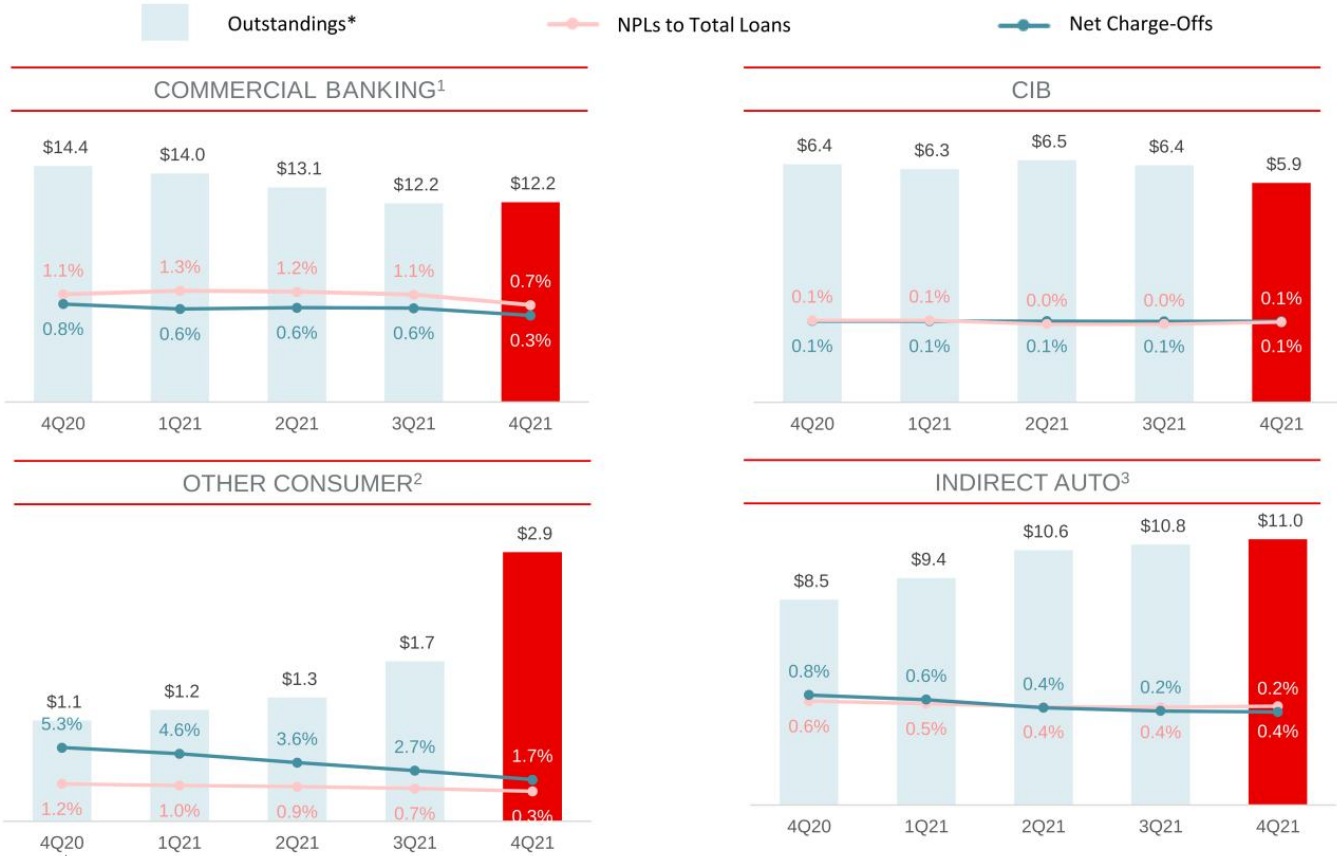 Outstandings* NPLs to Total Loans Net Charge-Offs
COMMERCIAL BANKING¹
$14.4 $14.0 $13.1 $12.2 $12.2
1.1% 1.3% 1.2% 1.1% 0.7%
0.8% 0.6% 0.6% 0.6% 0.3%
4Q20 1Q21 2Q21 3Q21 4Q21
CIB
$6.4 $6.3 $6.5 $6.4 $5.9
0.1% 0.1% 0.0% 0.0% 0.1%
0.1% 0.1% 0.1% 0.1% 0.1%
4Q20 1Q21 2Q21 3Q21 4Q21
OTHER CONSUMER²
$1.1 $1.2 $1.3 $1.7 $2.9
5.3% 4.6% 3.6% 2.7% 1.7%
1.2% 1.0% 0.9% 0.7% 0.3%
4Q20 1Q21 2Q21 3Q21 4Q21
INDIRECT AUTO³
$8.5 $9.4 $10.6 $10.8 $11.0
0.8% 0.6% 0.4% 0.2% 0.2%
0.6% 0.5% 0.4% 0.4% 0.4%
4Q20 1Q21 2Q21 3Q21 4Q21